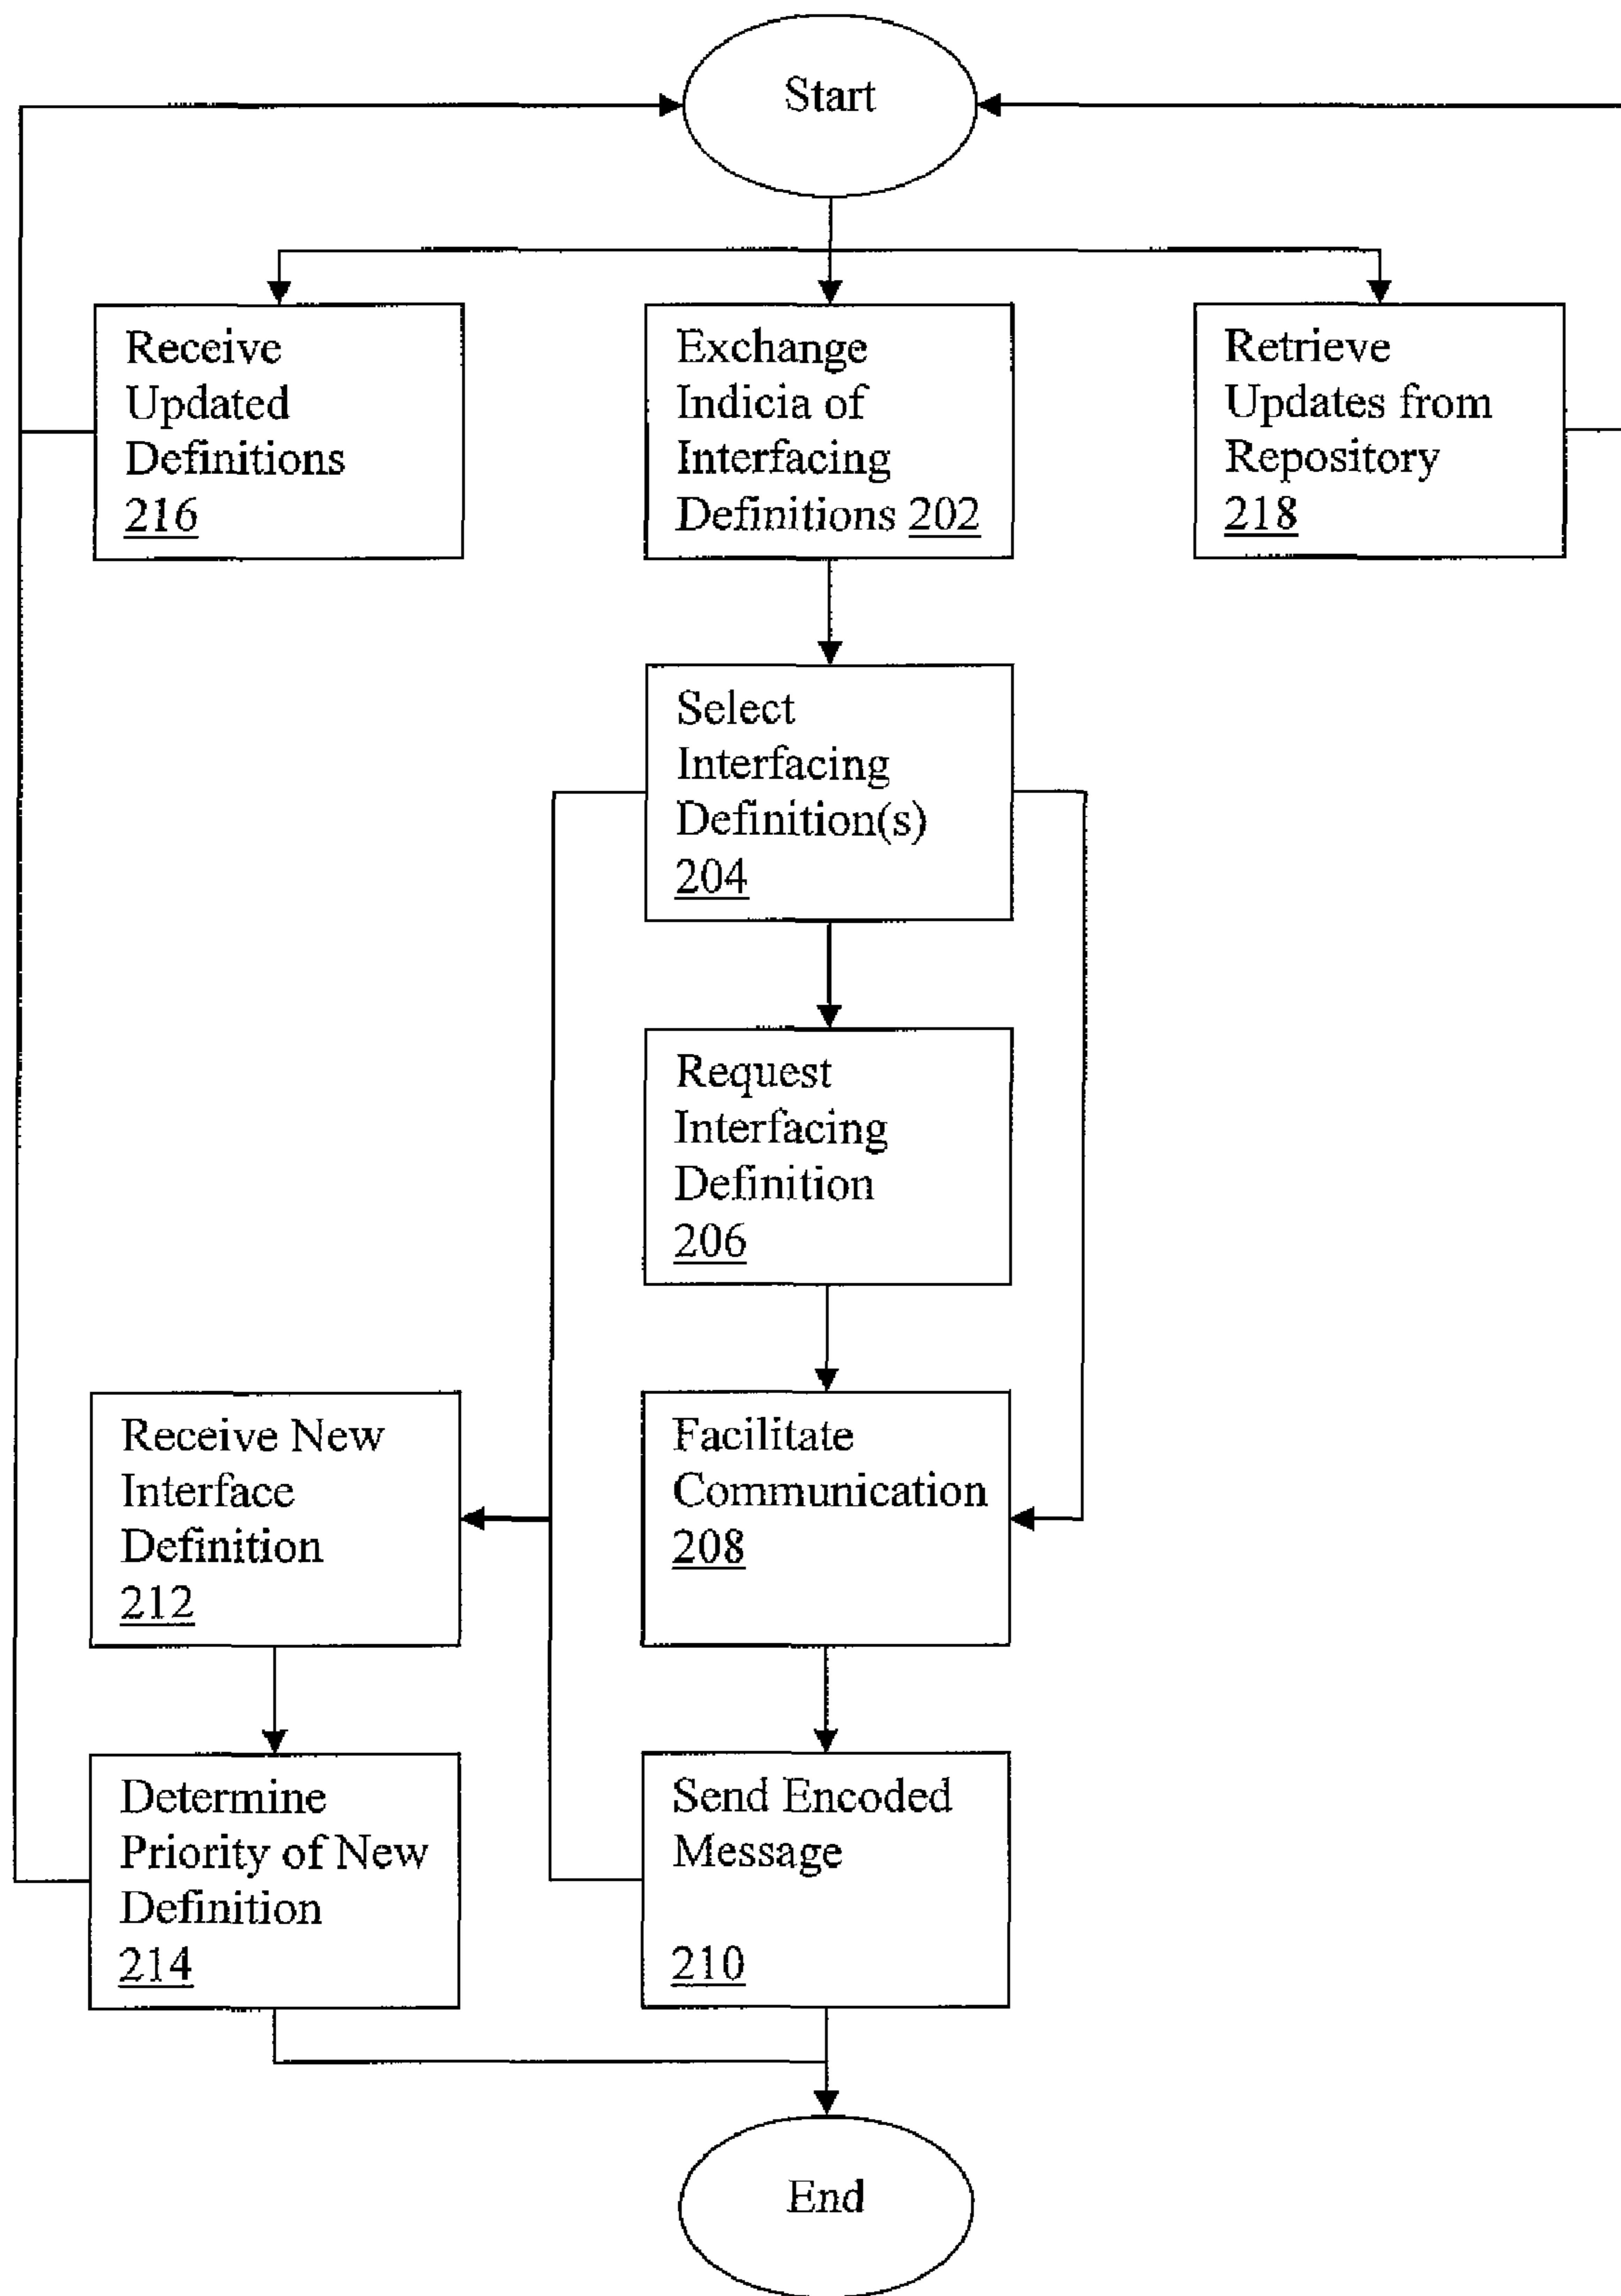 Start
Receive
Updated
Definitions
216
Exchange
Indicia of
Interfacing
Definitions 202
Retrieve
Updates from
Repository
218
Select
Interfacing
Definition(s)
204
Request
Interfacing
Definition
206
Receive New
Interface
Definition
212
Facilitate
Communication
208
Determine
Priority of New
Definition
214
Send Encoded
Message
210
End